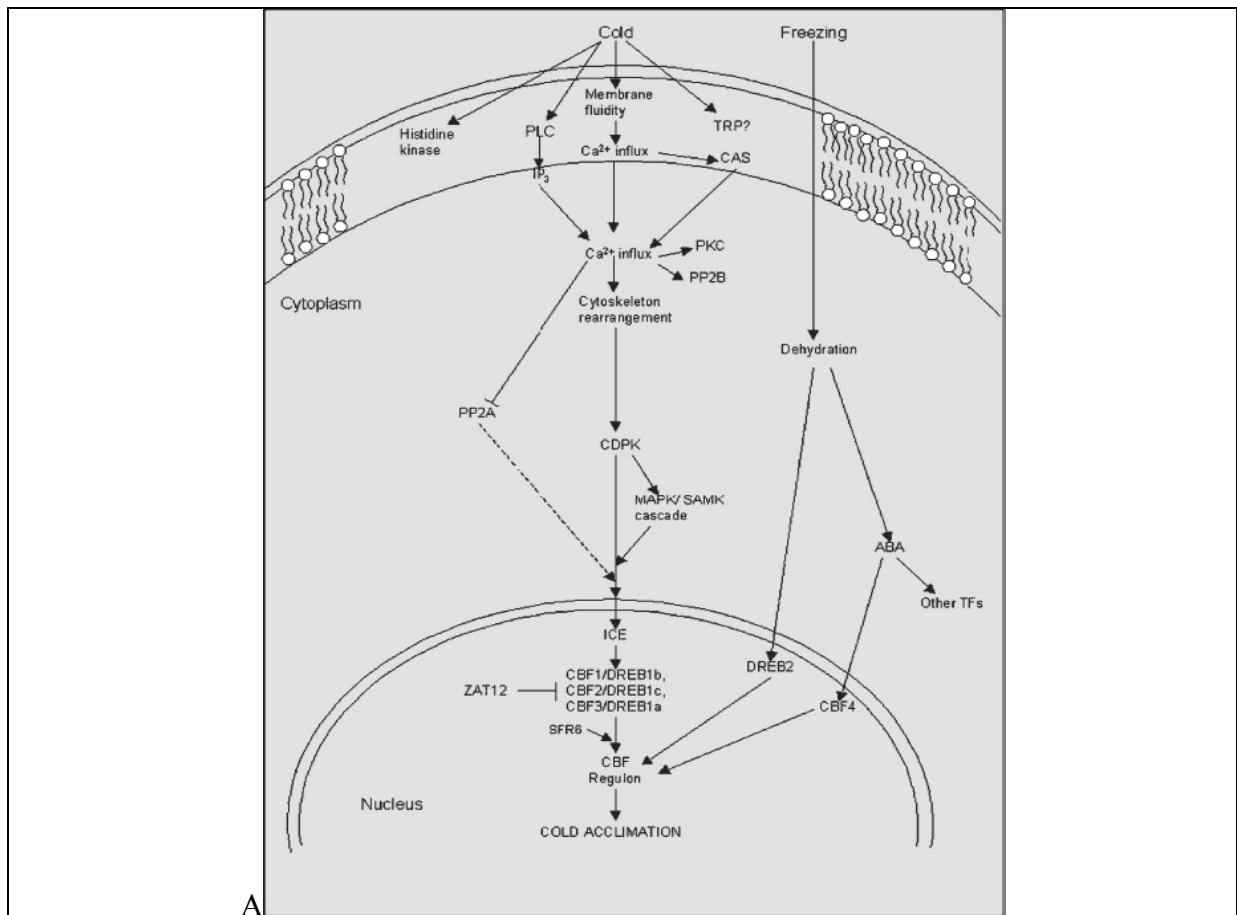 Cold
Freezing
Membrane
fluidity
Histidine
kinase
PLC
TRP?
Ca²⁺ influx
CAS
IP₃
Ca²⁺ influx
PKC
PP2B
Cytoplasm
Cytoskeleton
rearrangement
Dehydration
PP2A
CDPK
MAPK/ SAMK
cascade
ABA
Other TFs
ICE
DREB2
CBF1/DREB1b,
ZAT12
CBF2/DREB1c,
CBF3/DREB1a
CBF4
SFR6
CBF
Regulon
Nucleus
COLD ACCLIMATION
A